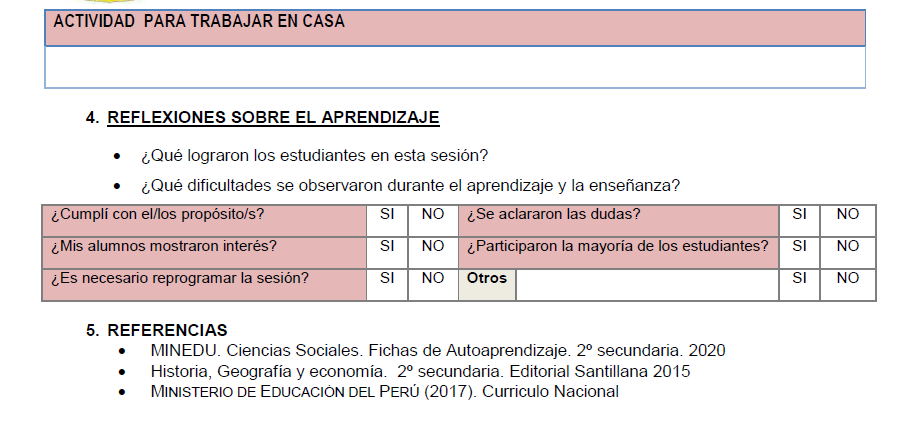 ACTIVIDAD PARA TRABAJAR EN CASA
4. REFLEXIONES SOBRE EL APRENDIZAJE
• ¿Qué lograron los estudiantes en esta sesión?
• ¿Qué dificultades se observaron durante el aprendizaje y la enseñanza?
¿Cumplí con el/los propósito/s? SI NO ¿Se aclararon las dudas? SI NO
¿Mis alumnos mostraron interés? SI NO ¿Participaron la mayoría de los estudiantes? SI NO
¿Es necesario reprogramar la sesión? SI NO Otros SI NO
5. REFERENCIAS
• MINEDU. Ciencias Sociales. Fichas de Autoaprendizaje. 2º secundaria. 2020
• Historia, Geografía y economía. 2º secundaria. Editorial Santillana 2015
• MINISTERIO DE EDUCACIÓN DEL PERÚ (2017). Curriculo Nacional